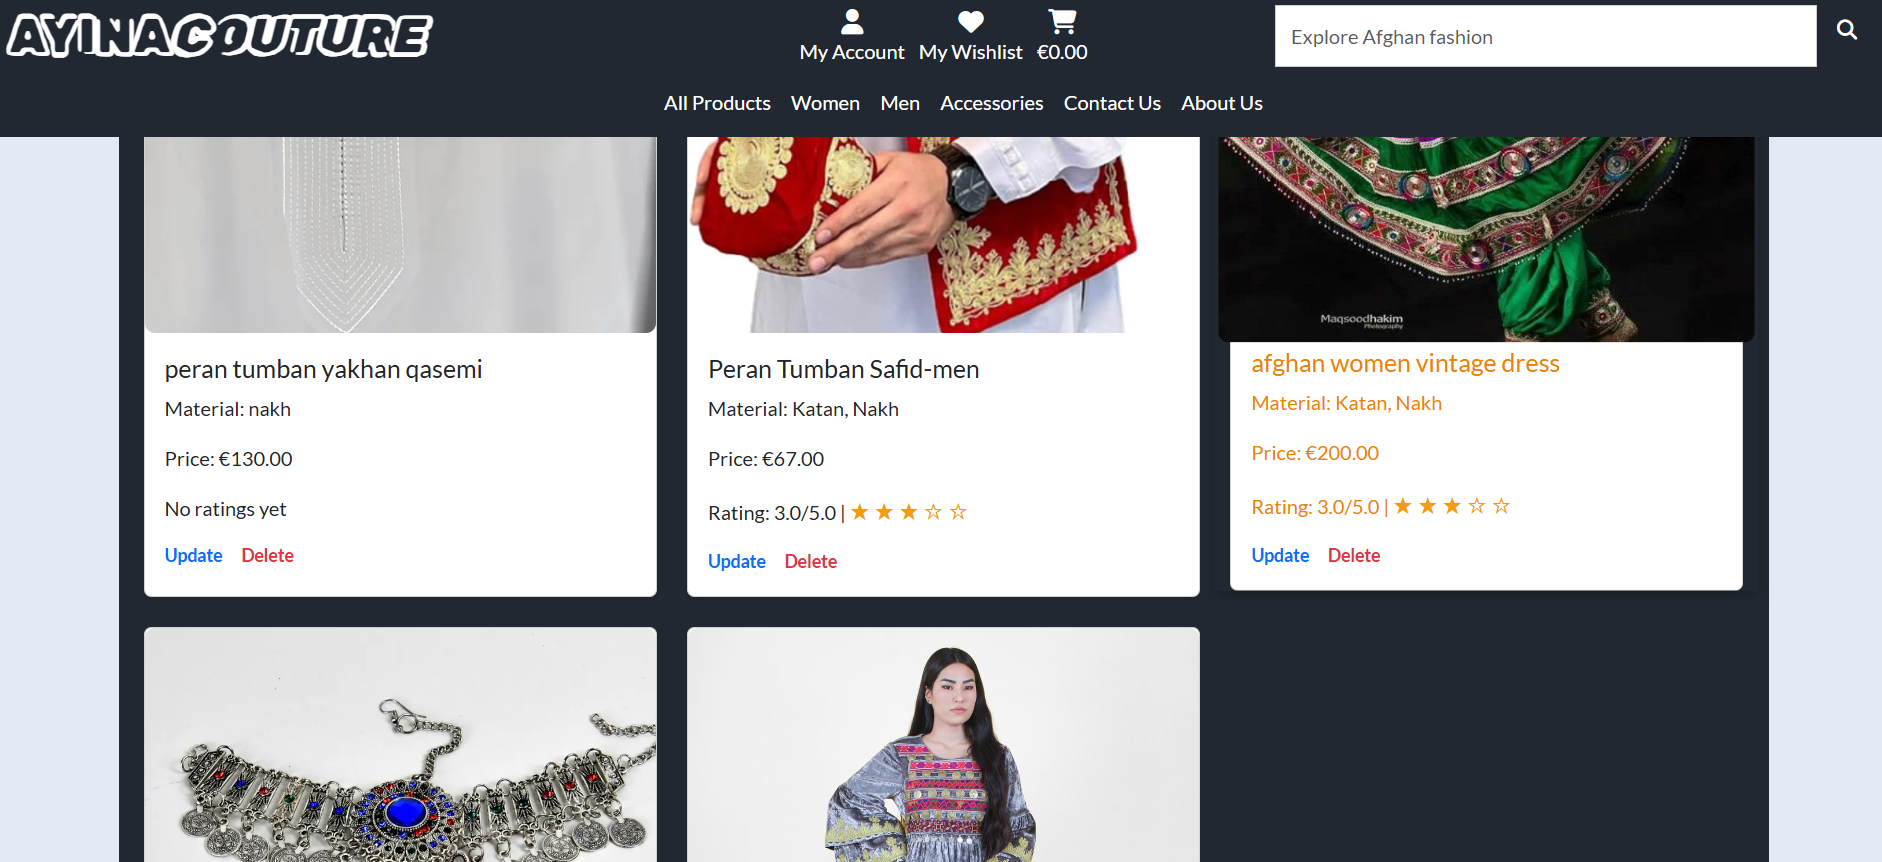 AYINACOUTURE
My Account My Wishlist €0.00
Explore Afghan fashion
All Products Women Men Accessories Contact Us About Us
Maqsoodhakim
Photography
peran tumban yakhan qasemi
Material: nakh
Price: €130.00
No ratings yet
Update Delete
Peran Tumban Safid-men
Material: Katan, Nakh
Price: €67.00
Rating: 3.0/5.0 | ★ ★ ★ ☆ ☆
Update Delete
afghan women vintage dress
Material: Katan, Nakh
Price: €200.00
Rating: 3.0/5.0 | ★ ★ ★ ☆ ☆
Update Delete